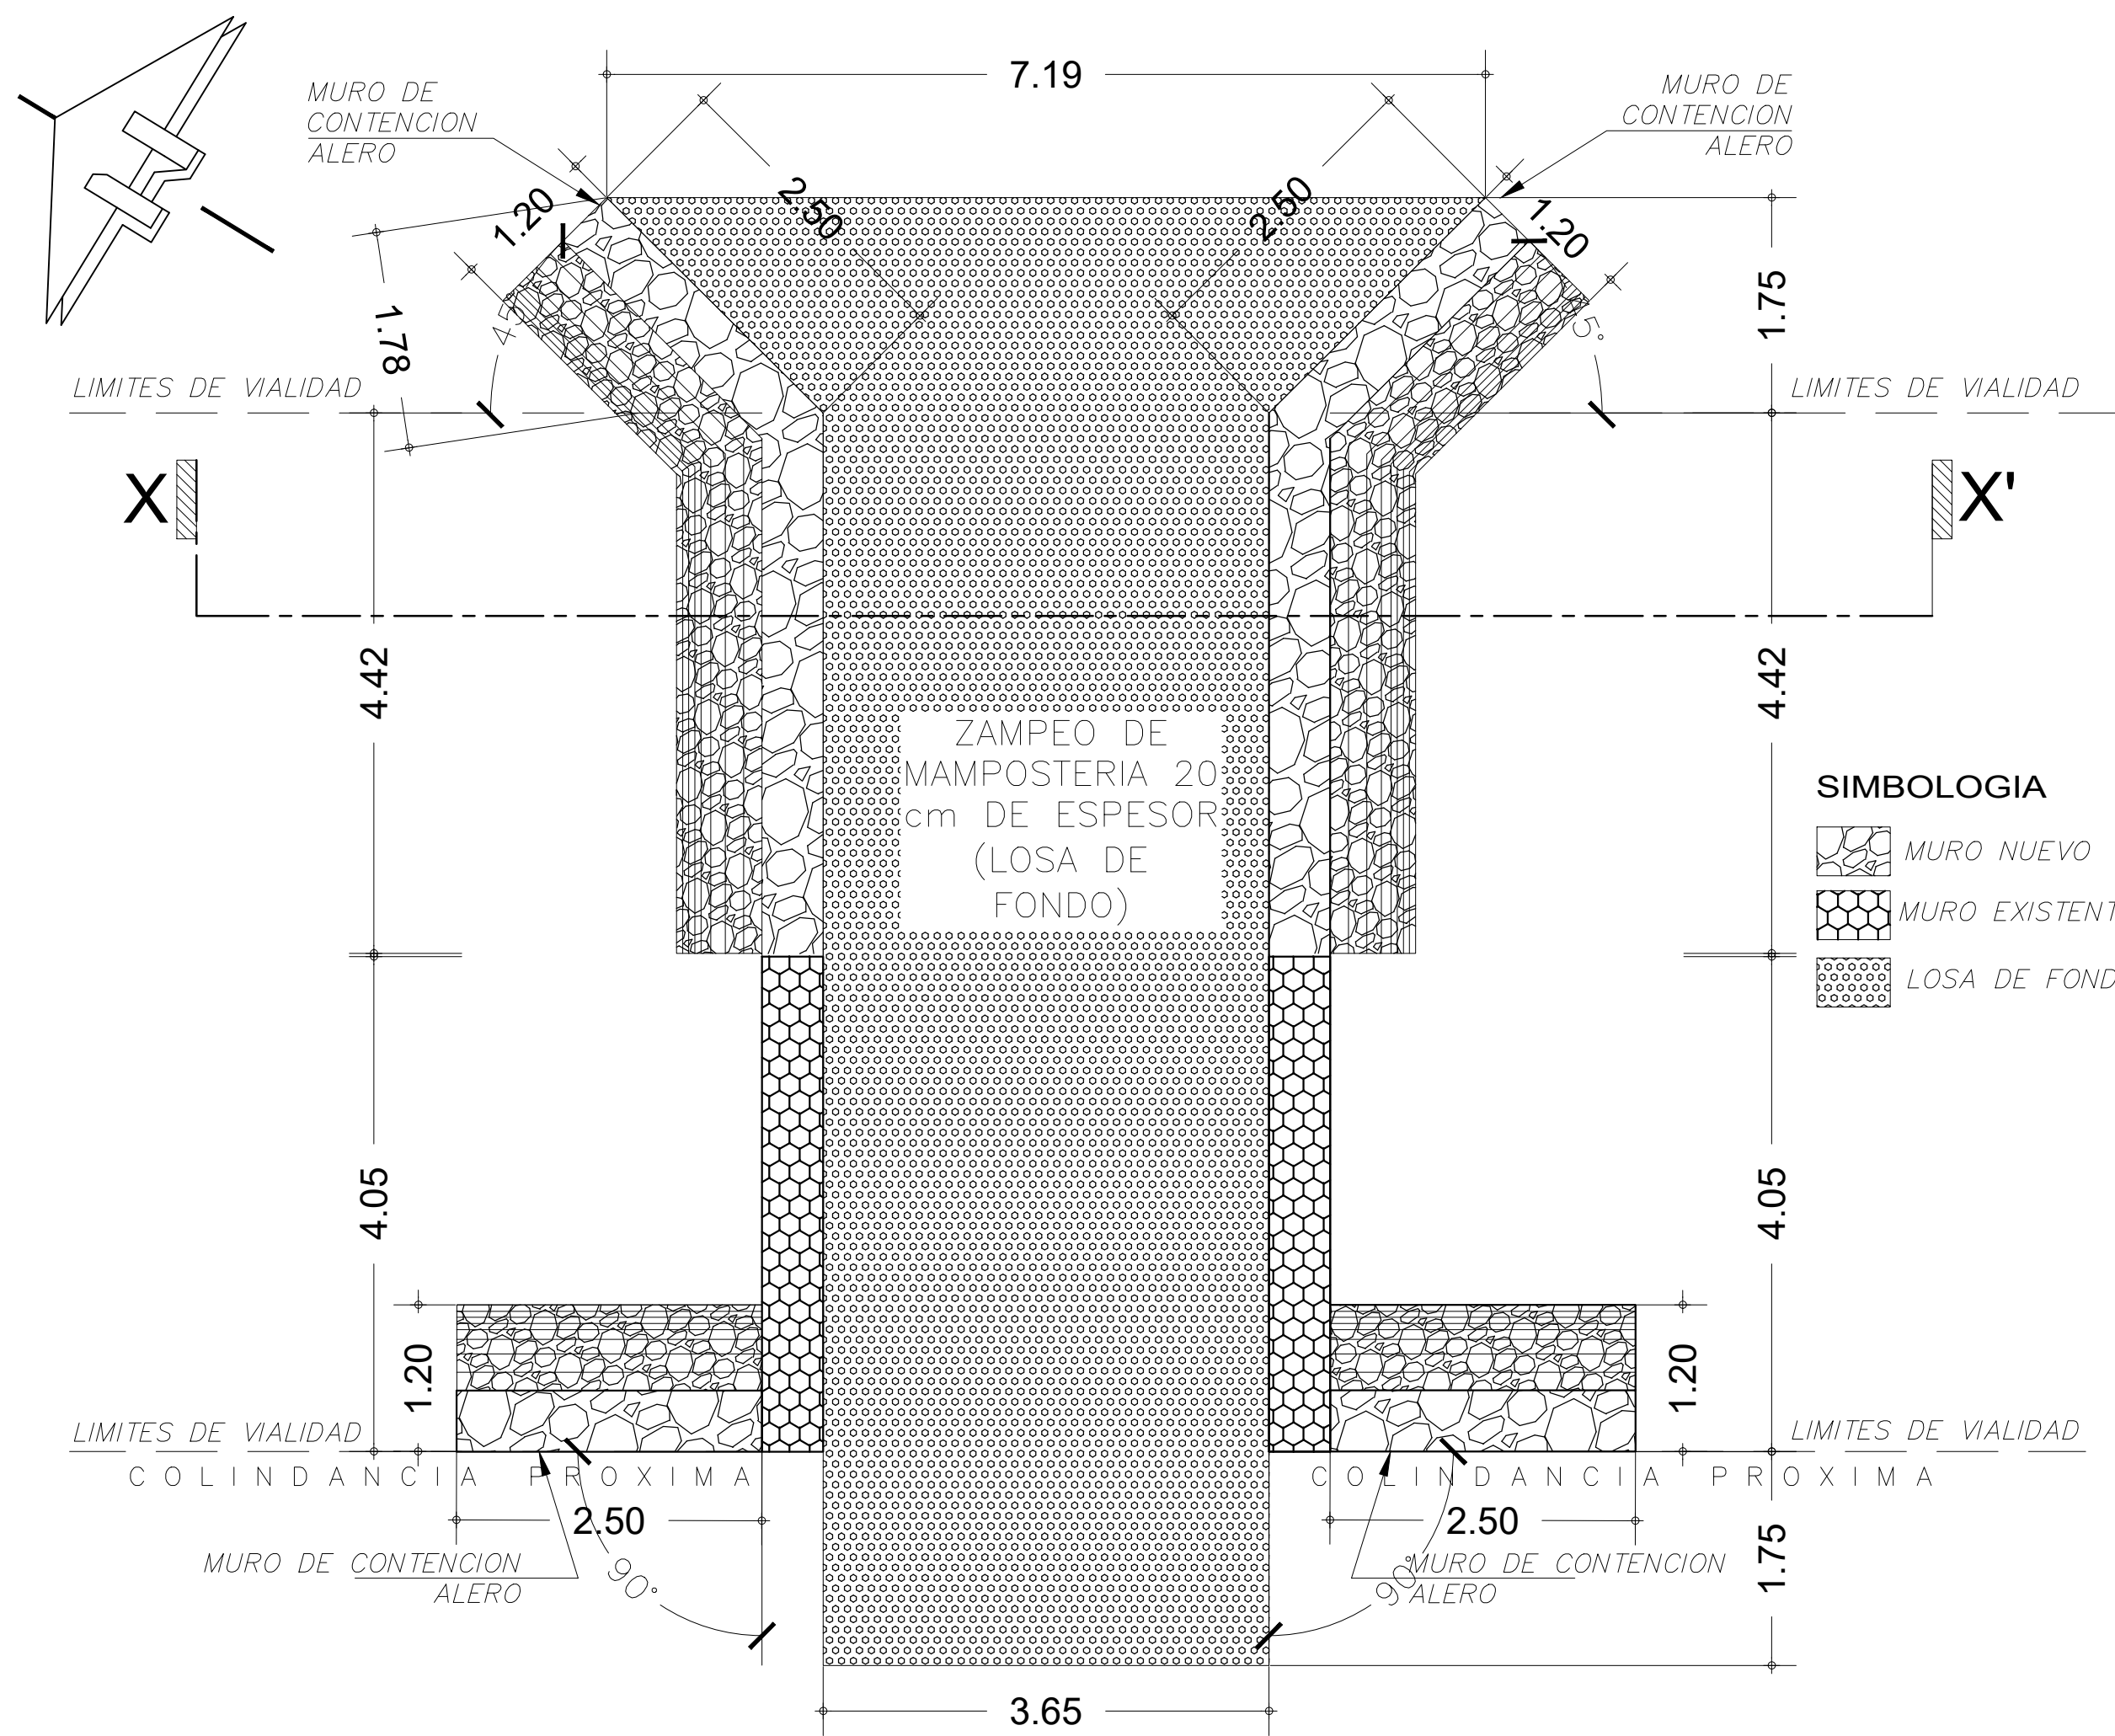 7.19
MURO DE
CONTENCION
ALERO
MURO DE
CONTENCION
ALERO
1.20
2.50
2.50
1.20
1.78
45°
1.75
LIMITES DE VIALIDAD
LIMITES DE VIALIDAD
X
X'
4.42
4.42
ZAMPEO DE
MAMPOSTERIA 20
cm DE ESPESOR
(LOSA DE
FONDO)
SIMBOLOGIA
MURO NUEVO
MURO EXISTENT
LOSA DE FOND
4.05
4.05
1.20
1.20
LIMITES DE VIALIDAD
LIMITES DE VIALIDAD
COLINDANCIA PROXIMA
COLINDANCIA PROXIMA
2.50
2.50
1.75
MURO DE CONTENCION
ALERO
90°
90°
MURO DE CONTENCION
ALERO
3.65